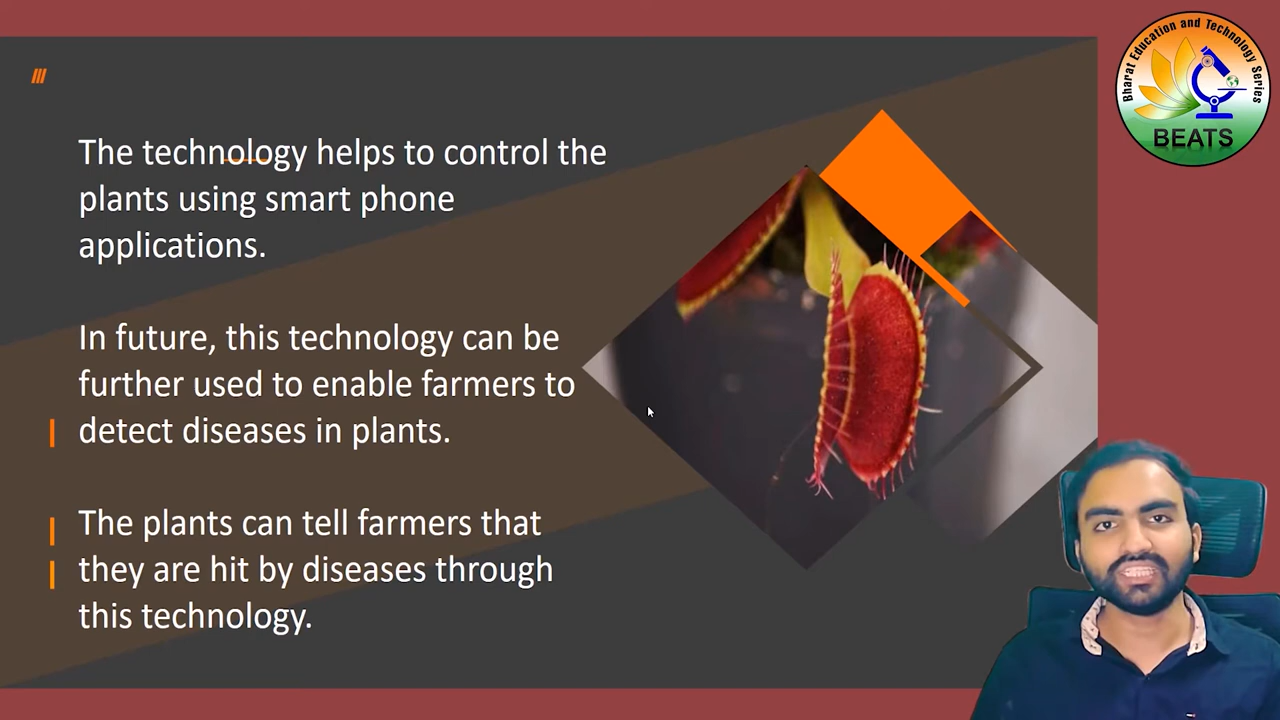 Bharat Education and Technology Series
BEATS
The technology helps to control the
plants using smart phone
applications.
In future, this technology can be
further used to enable farmers to
detect diseases in plants.
The plants can tell farmers that
they are hit by diseases through
this technology.